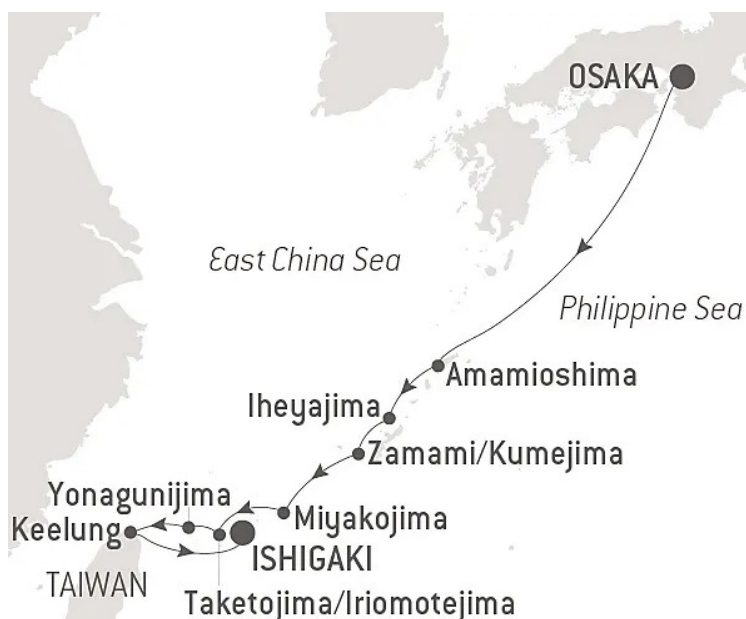 OSAKA
East China Sea
Philippine Sea
Amamioshima
Iheyajima
Zamami/Kumejima
Yonagunijima
Miyakojima
Keelung
ISHIGAKI
TAIWAN
Taketojima/Iriomotejima